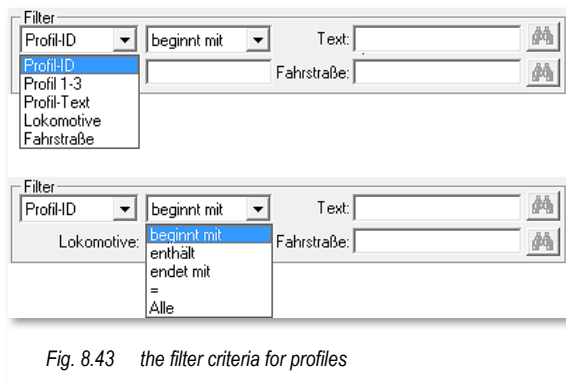 Filter
Profil-ID beginnt mit Text:
Profil-ID Fahrstraße:
Profil 1-3
Profil-Text
Lokomotive
Fahrstraße
Filter
Profil-ID beginnt mit Text:
Lokomotive: beginnt mit Fahrstraße:
enthält
endet mit
=
Alle
Fig. 8.43 the filter criteria for profiles